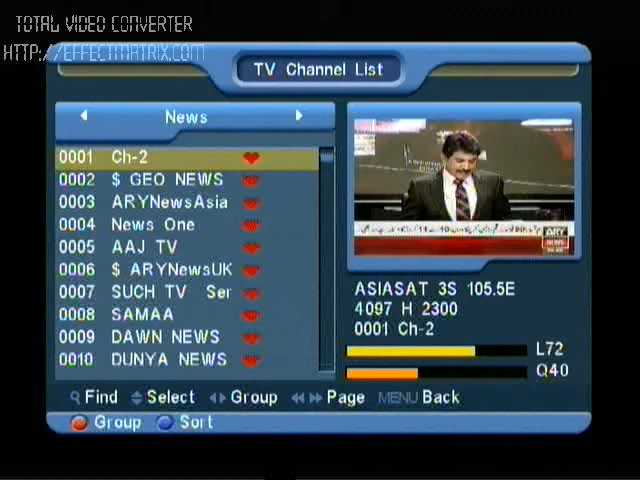 TOTAL VIDEO CONVERTER
HTTP://EFFECTMATRIX.COM
TV Channel List
News
0001 Ch-2
0002 $ GEO NEWS
0003 ARYNewsAsia
0004 News One
0005 AAJ TV
0006 $ ARYNewsUK
0007 SUCH TV Ser
0008 SAMAA
0009 DAWN NEWS
0010 DUNYA NEWS
ARY
NEWS
ASIASAT 3S 105.5E
4097 H 2300
0001 Ch-2
L72
Q40
Find Select Group Page MENU Back
Group Sort